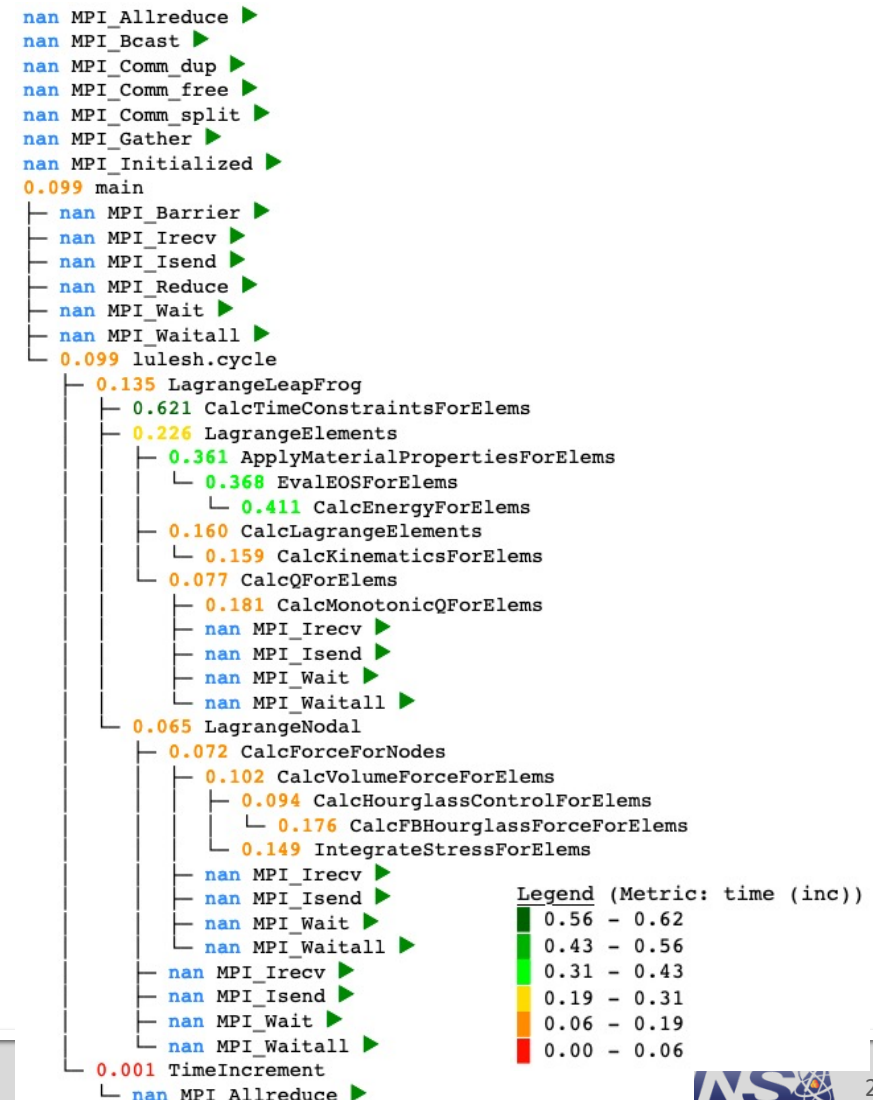 nan MPI_Allreduce ▶
nan MPI_Bcast ▶
nan MPI_Comm_dup ▶
nan MPI_Comm_free ▶
nan MPI_Comm_split ▶
nan MPI_Gather ▶
nan MPI_Initialized ▶
0.099 main
├─ nan MPI_Barrier ▶
├─ nan MPI_Irecv ▶
├─ nan MPI_Isend ▶
├─ nan MPI_Reduce ▶
├─ nan MPI_Wait ▶
├─ nan MPI_Waitall ▶
└─ 0.099 lulesh.cycle
   ├─ 0.135 LagrangeLeapFrog
   │  ├─ 0.621 CalcTimeConstraintsForElems
   │  ├─ 0.226 LagrangeElements
   │  │  ├─ 0.361 ApplyMaterialPropertiesForElems
   │  │  │  └─ 0.368 EvalEOSForElems
   │  │  │     └─ 0.411 CalcEnergyForElems
   │  │  ├─ 0.160 CalcLagrangeElements
   │  │  │  └─ 0.159 CalcKinematicsForElems
   │  │  └─ 0.077 CalcQForElems
   │  │     ├─ 0.181 CalcMonotonicQForElems
   │  │     ├─ nan MPI_Irecv ▶
   │  │     ├─ nan MPI_Isend ▶
   │  │     ├─ nan MPI_Wait ▶
   │  │     └─ nan MPI_Waitall ▶
   │  └─ 0.065 LagrangeNodal
   │     ├─ 0.072 CalcForceForNodes
   │     │  ├─ 0.102 CalcVolumeForceForElems
   │     │  │  ├─ 0.094 CalcHourglassControlForElems
   │     │  │  │  └─ 0.176 CalcFBHourglassForceForElems
   │     │  │  └─ 0.149 IntegrateStressForElems
   │     │  ├─ nan MPI_Irecv ▶
   │     │  ├─ nan MPI_Isend ▶
   │     │  ├─ nan MPI_Wait ▶
   │     │  └─ nan MPI_Waitall ▶
   │     ├─ nan MPI_Irecv ▶
   │     ├─ nan MPI_Isend ▶
   │     ├─ nan MPI_Wait ▶
   │     └─ nan MPI_Waitall ▶
   └─ 0.001 TimeIncrement
      └─ nan MPI_Allreduce ▶
Legend (Metric: time (inc))
0.56 - 0.62
0.43 - 0.56
0.31 - 0.43
0.19 - 0.31
0.06 - 0.19
0.00 - 0.06
2